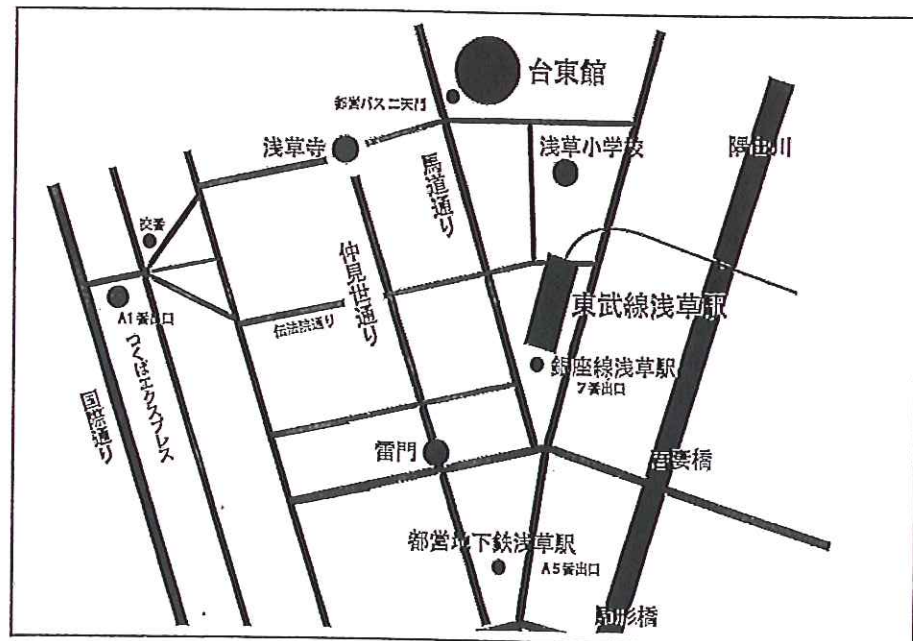 台東館
都営バス二天門
浅草寺
浅草小学校
隅田川
馬道通り
交番
仲見世通り
A1番出口
伝法院通り
東武線浅草駅
つくばエクスプレス
銀座線浅草駅
7番出口
国際通り
雷門
吾妻橋
都営地下鉄浅草駅
A5番出口